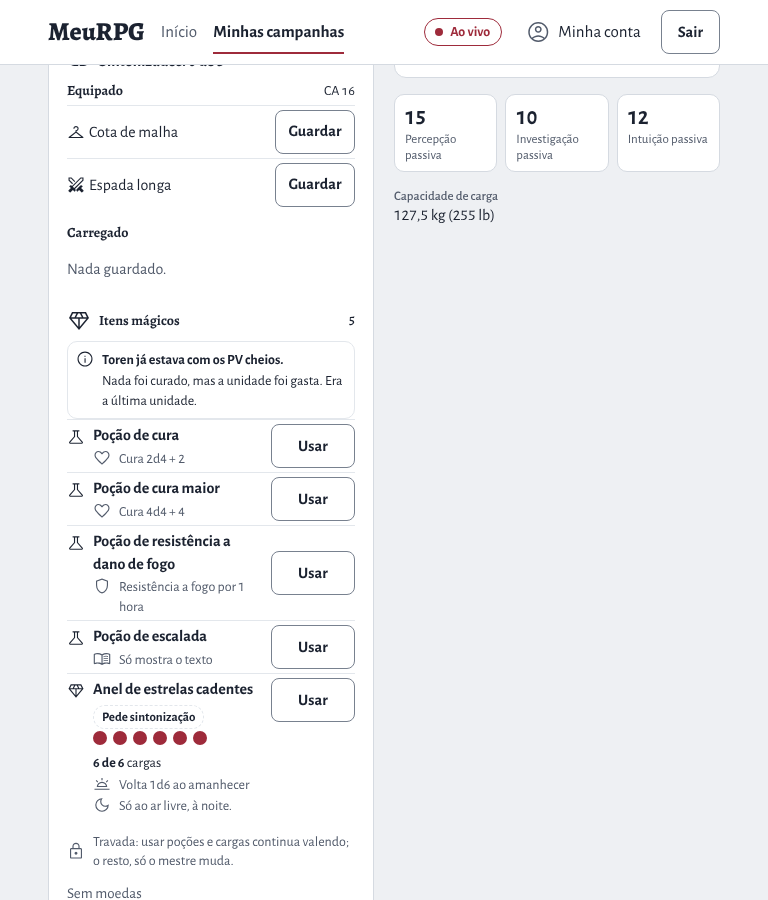 MeuRPG
Início
Minhas campanhas
Ao vivo
Minha conta
Sair
Equipado
CA 16
Cota de malha
Guardar
Espada longa
Guardar
Carregado
Nada guardado.
Itens mágicos
5
Toren já estava com os PV cheios.
Nada foi curado, mas a unidade foi gasta. Era
a última unidade.
Poção de cura
Cura 2d4 + 2
Usar
Poção de cura maior
Cura 4d4 + 4
Usar
Poção de resistência a
dano de fogo
Resistência a fogo por 1
hora
Usar
Poção de escalada
Só mostra o texto
Usar
Anel de estrelas cadentes
Usar
Pede sintonização
6 de 6 cargas
Volta 1d6 ao amanhecer
Só ao ar livre, à noite.
Travada: usar poções e cargas continua valendo;
o resto, só o mestre muda.
Sem moedas
15
Percepção
passiva
10
Investigação
passiva
12
Intuição passiva
Capacidade de carga
127,5 kg (255 lb)